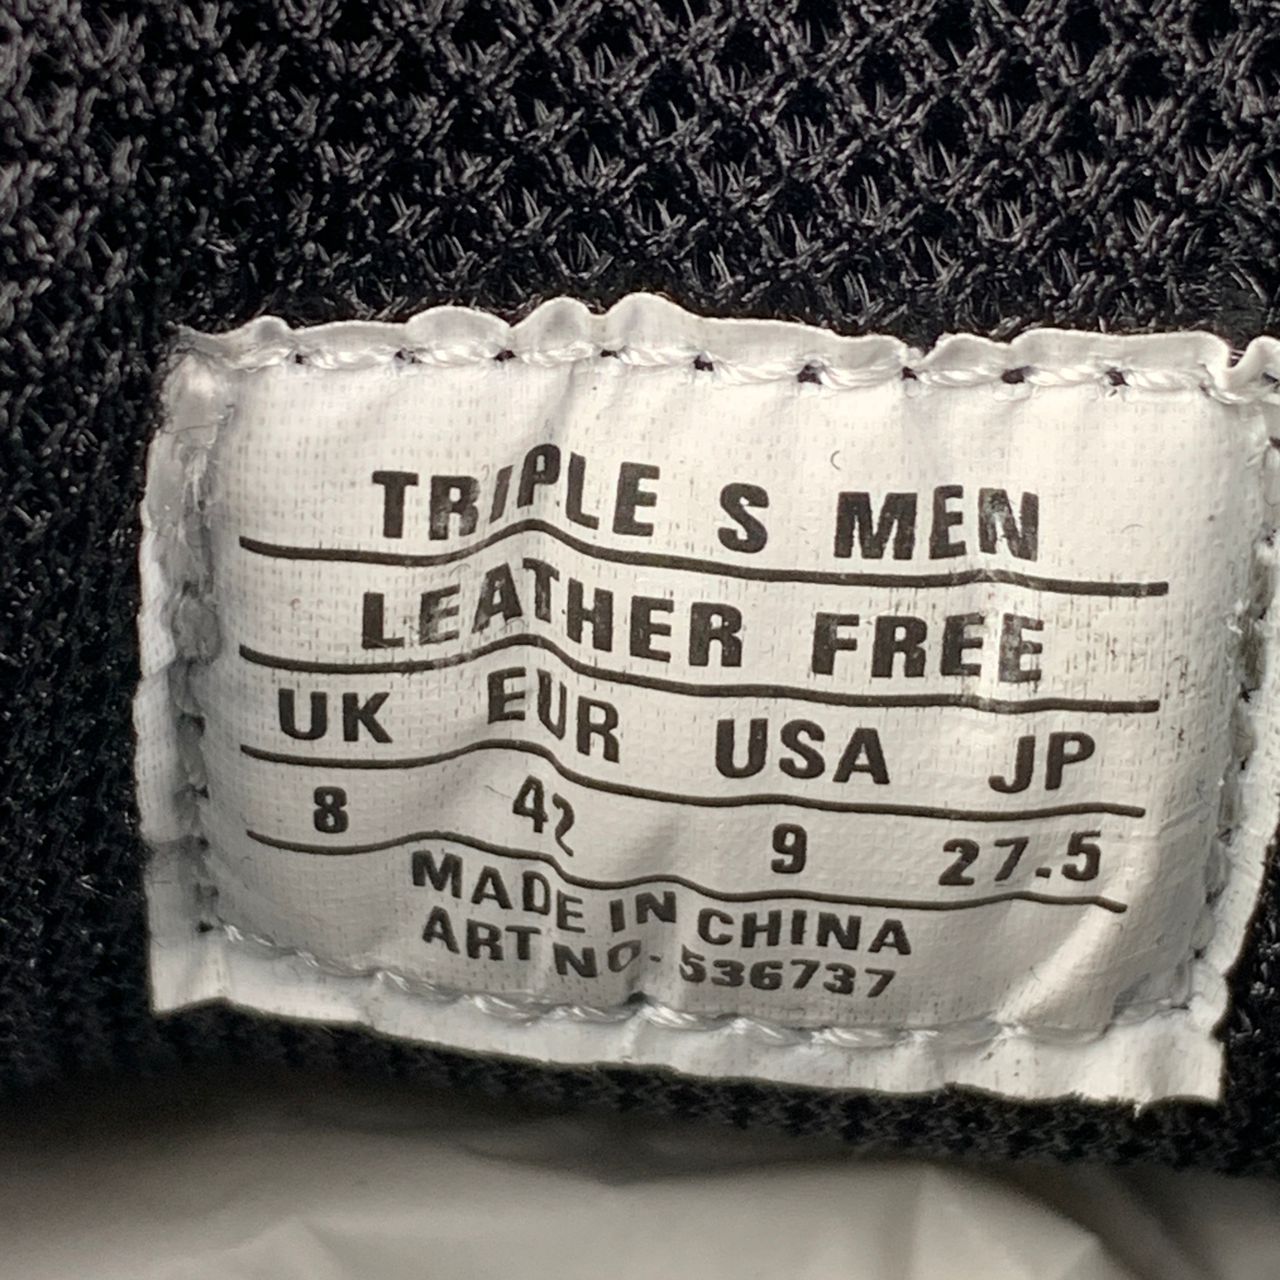 TRIPLE S MEN
LEATHER FREE
UK EUR USA JP
8 42 9 27.5
MADE IN CHINA
ART NO. 536737